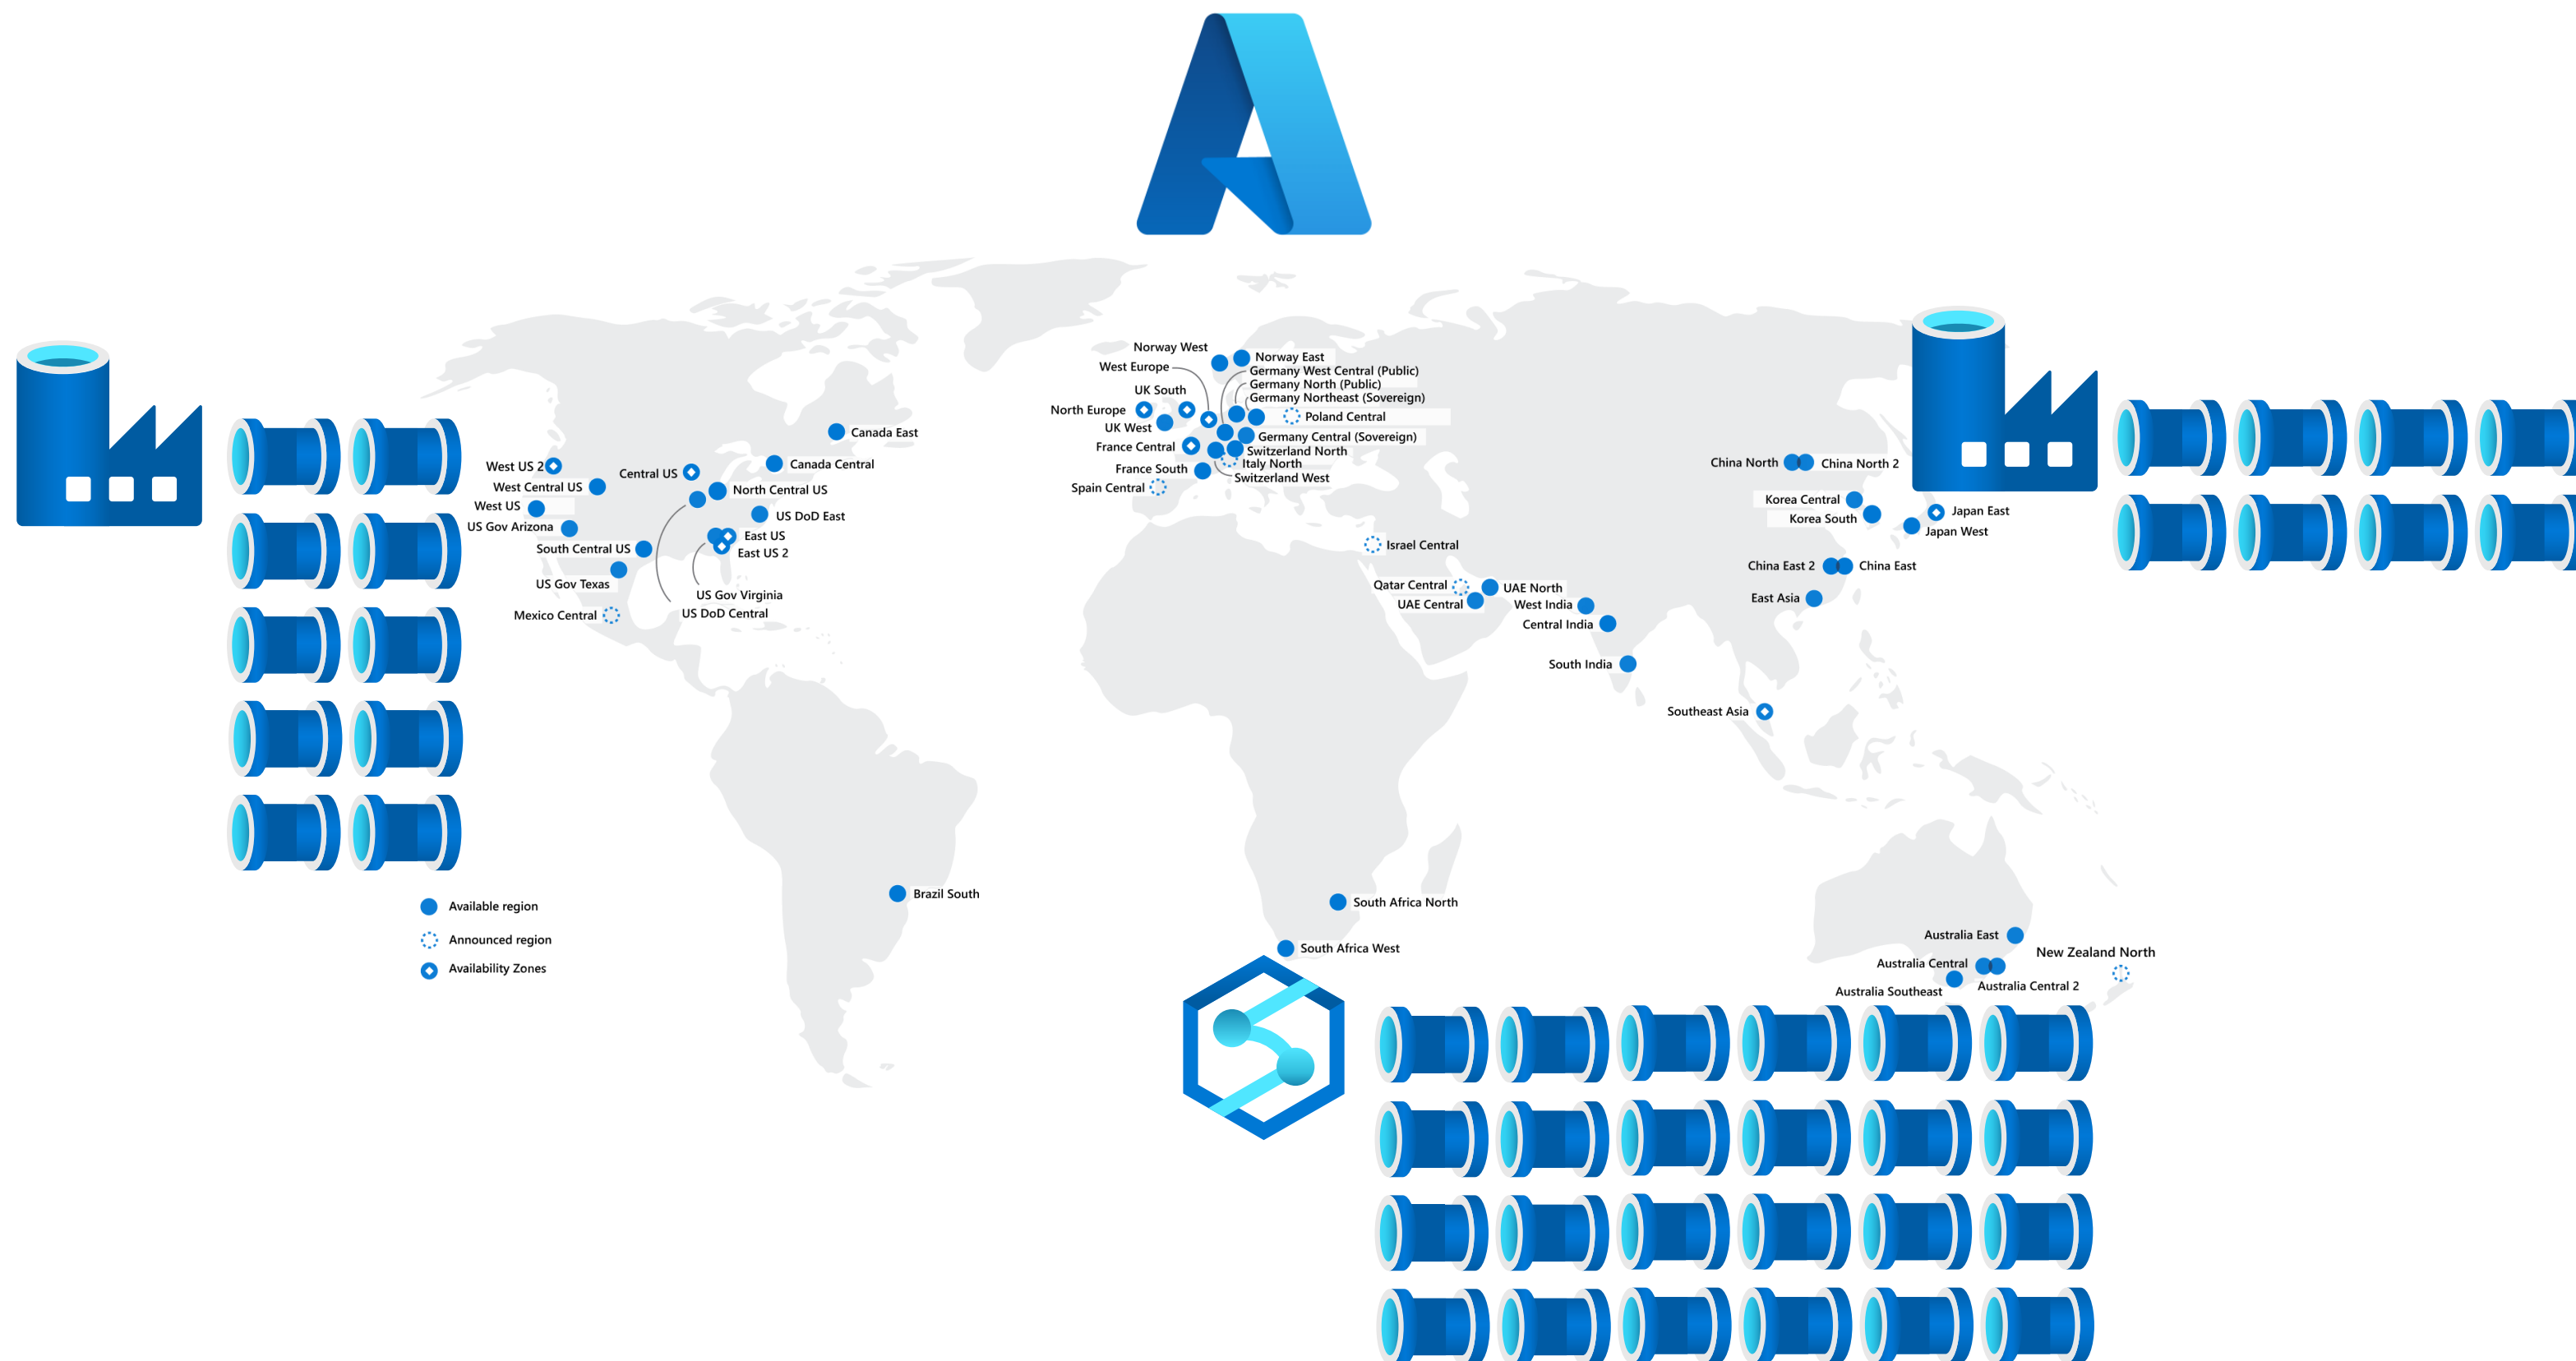 Norway West
Norway East
West Europe
Germany West Central (Public)
Germany North (Public)
UK South
Germany Northeast (Sovereign)
North Europe
Poland Central
UK West
Germany Central (Sovereign)
France Central
Switzerland North
Italy North
France South
Switzerland West
Spain Central
Canada East
Canada Central
West US 2
Central US
West Central US
North Central US
West US
US DoD East
US Gov Arizona
East US
South Central US
East US 2
US Gov Texas
US Gov Virginia
US DoD Central
Mexico Central
China North
China North 2
Korea Central
Korea South
Japan East
Japan West
Israel Central
China East 2
China East
Qatar Central
UAE North
UAE Central
West India
East Asia
Central India
South India
Southeast Asia
Brazil South
South Africa North
South Africa West
Available region
Announced region
Availability Zones
Australia East
New Zealand North
Australia Central
Australia Central 2
Australia Southeast